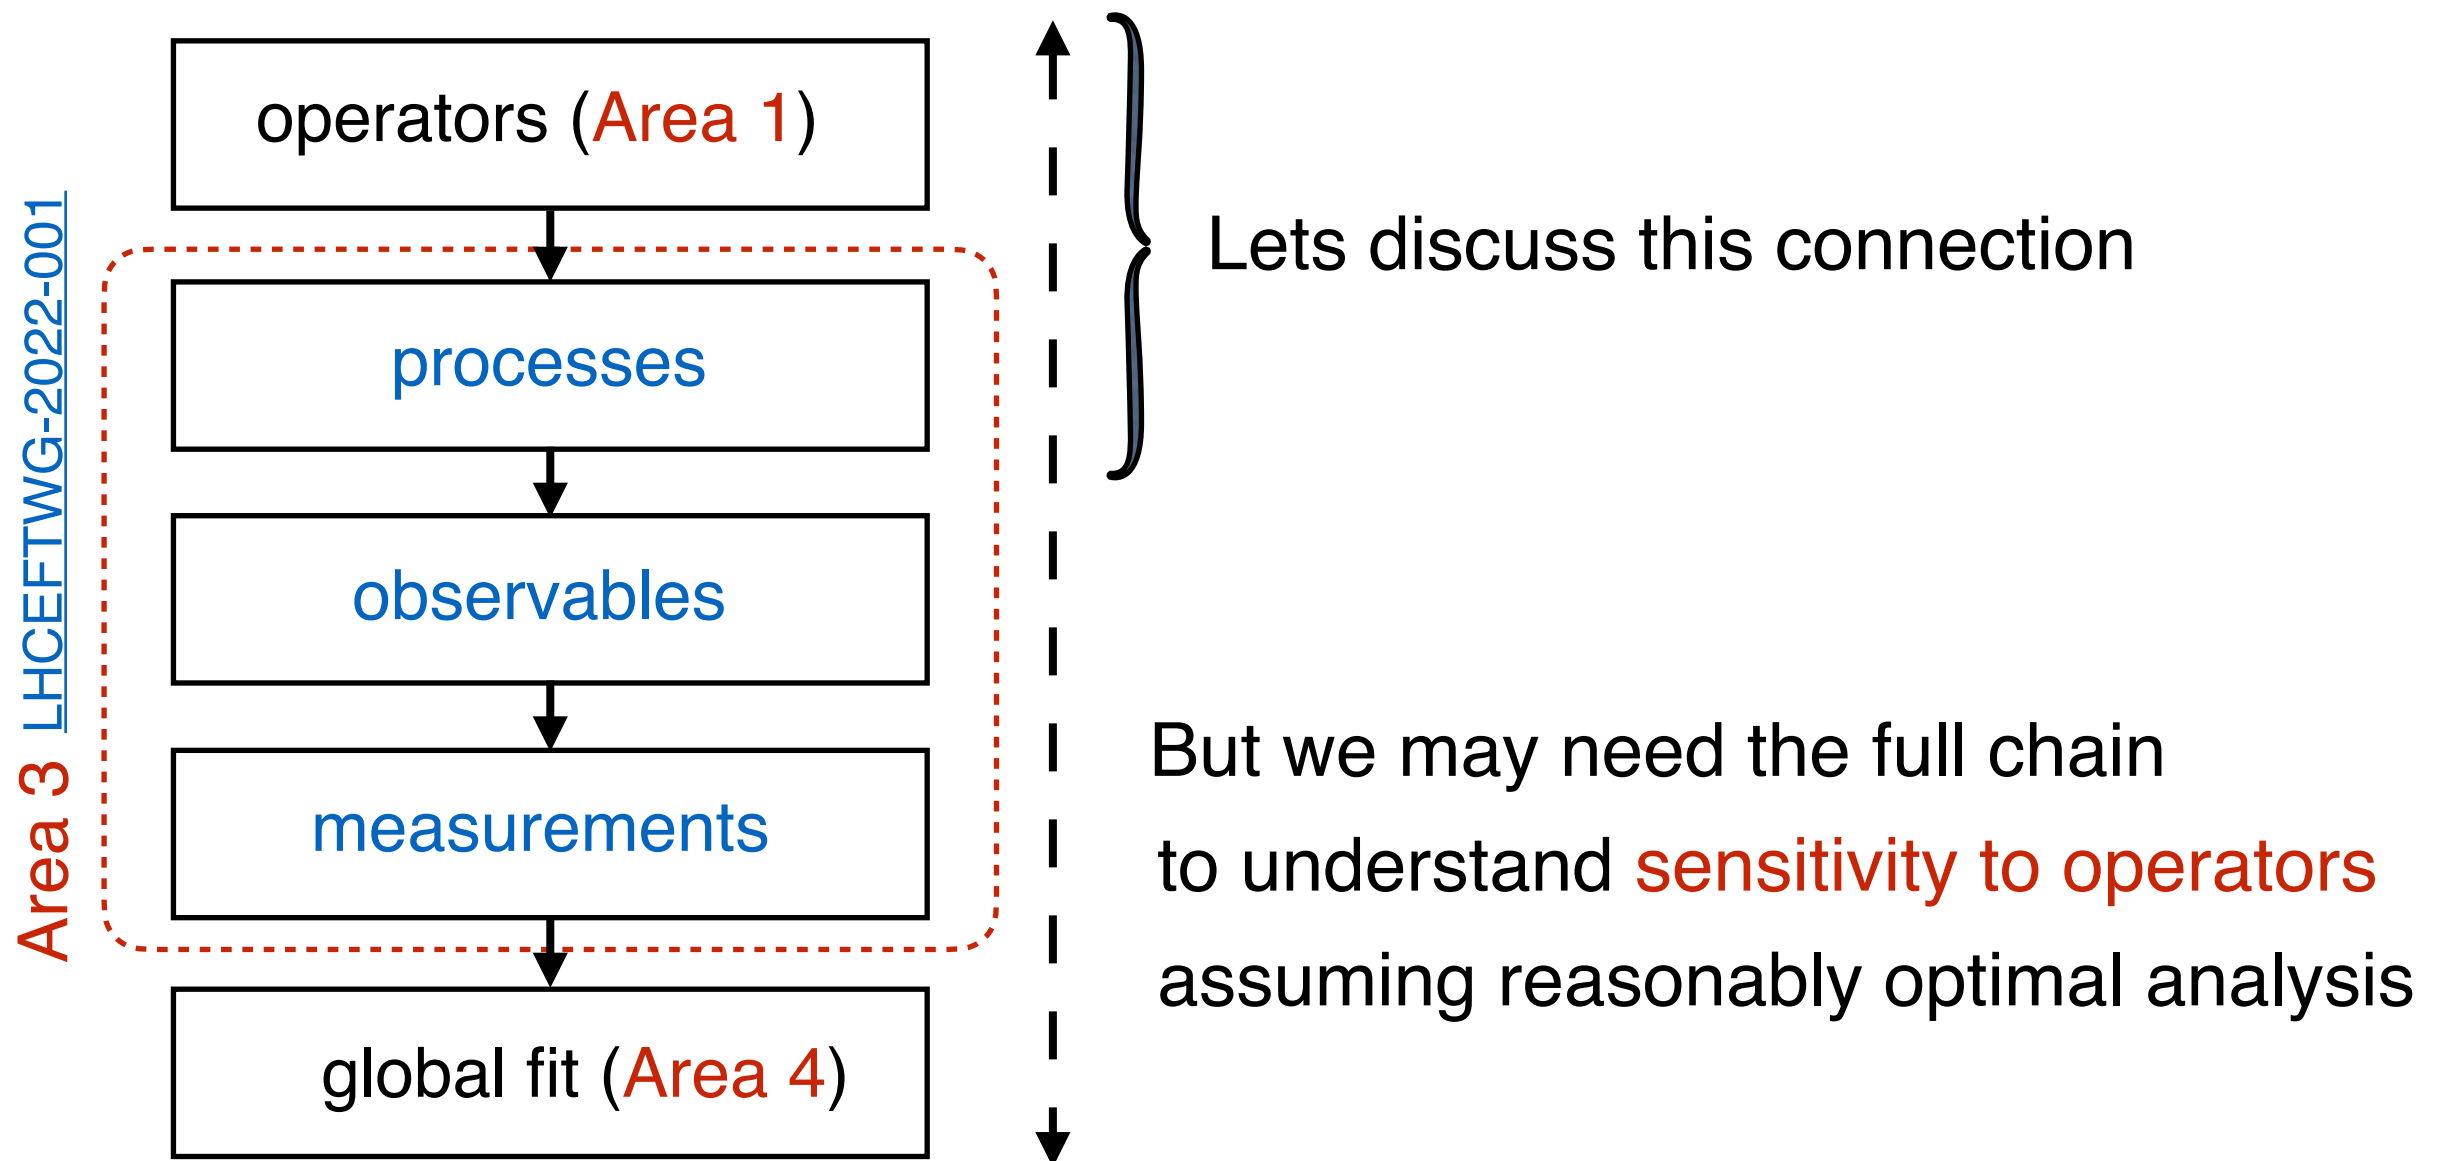 operators (Area 1)
processes
observables
measurements
global fit (Area 4)
Area 3 LHCEFTWG-2022-001
Lets discuss this connection
But we may need the full chain
to understand sensitivity to operators
assuming reasonably optimal analysis